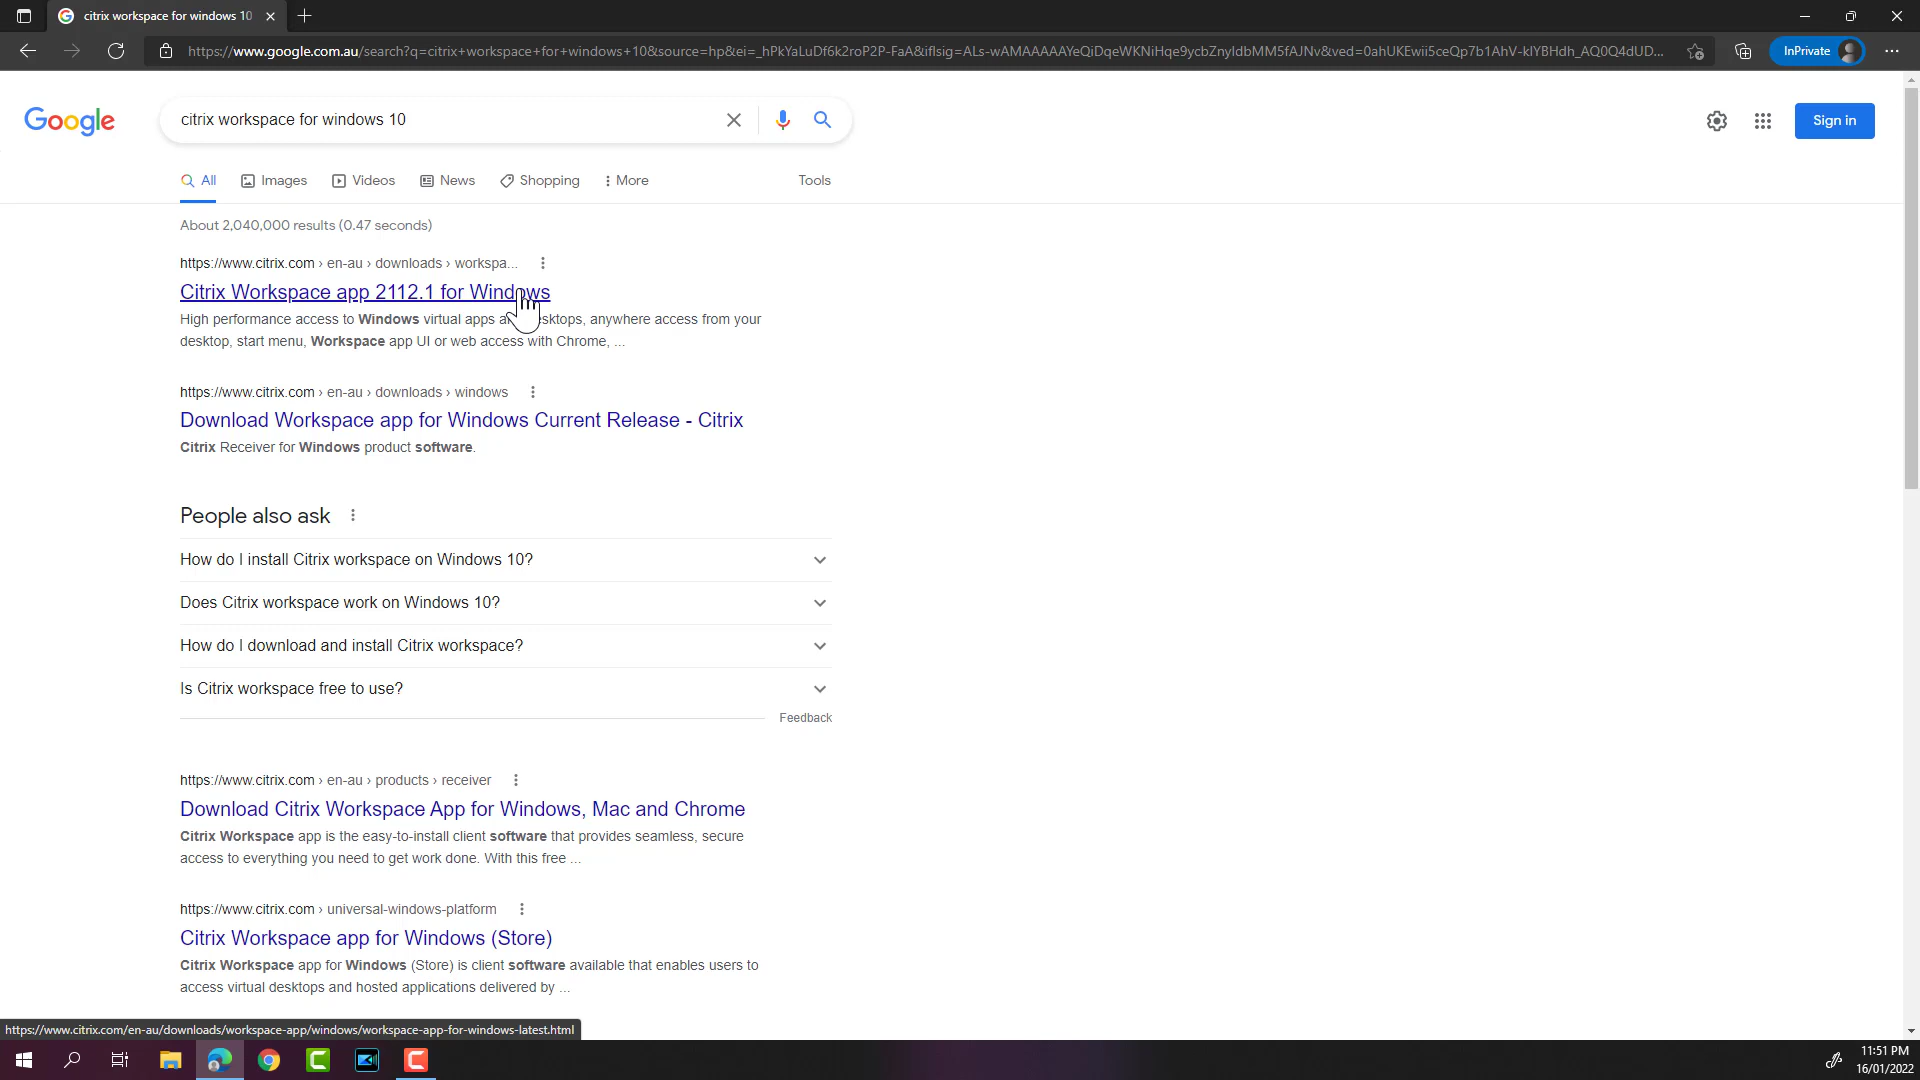 citrix workspace for windows 10
https://www.google.com.au/search?q=citrix+workspace+for+windows+10&source=hp&ei=_hPkYaLuDf6k2roP2P-FaA&iflsig=ALs-wAMAAAAAYeQiDqeWKNiHqe9ycbZnyIdbMM5fAJNv&ved=0ahUKEwii5ceQp7b1AhV-klYBHdh_AQ0Q4dUD...
InPrivate
Google
citrix workspace for windows 10
Sign in
All
Images
Videos
News
Shopping
More
Tools
About 2,040,000 results (0.47 seconds)
https://www.citrix.com › en-au › downloads › workspa...
Citrix Workspace app 2112.1 for Windows
High performance access to Windows virtual apps desktops, anywhere access from your
desktop, start menu, Workspace app UI or web access with Chrome, ...
https://www.citrix.com › en-au › downloads › windows
Download Workspace app for Windows Current Release - Citrix
Citrix Receiver for Windows product software.
People also ask
How do I install Citrix workspace on Windows 10?
Does Citrix workspace work on Windows 10?
How do I download and install Citrix workspace?
Is Citrix workspace free to use?
Feedback
https://www.citrix.com › en-au › products › receiver
Download Citrix Workspace App for Windows, Mac and Chrome
Citrix Workspace app is the easy-to-install client software that provides seamless, secure
access to everything you need to get work done. With this free ...
https://www.citrix.com › universal-windows-platform
Citrix Workspace app for Windows (Store)
Citrix Workspace app for Windows (Store) is client software available that enables users to
access virtual desktops and hosted applications delivered by ...
https://www.citrix.com/en-au/downloads/workspace-app/windows/workspace-app-for-windows-latest.html
11:51 PM
16/01/2022